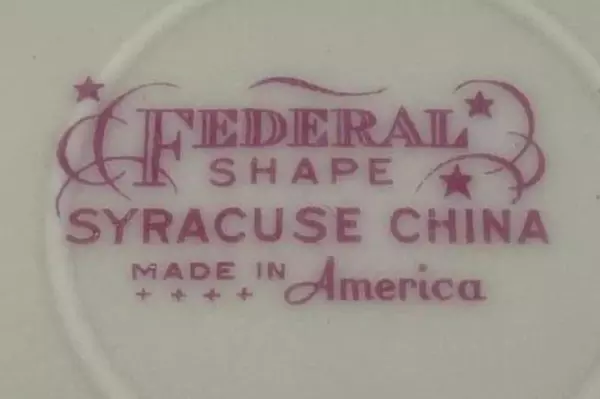 FEDERAL
SHAPE
SYRACUSE CHINA
MADE IN America
++++